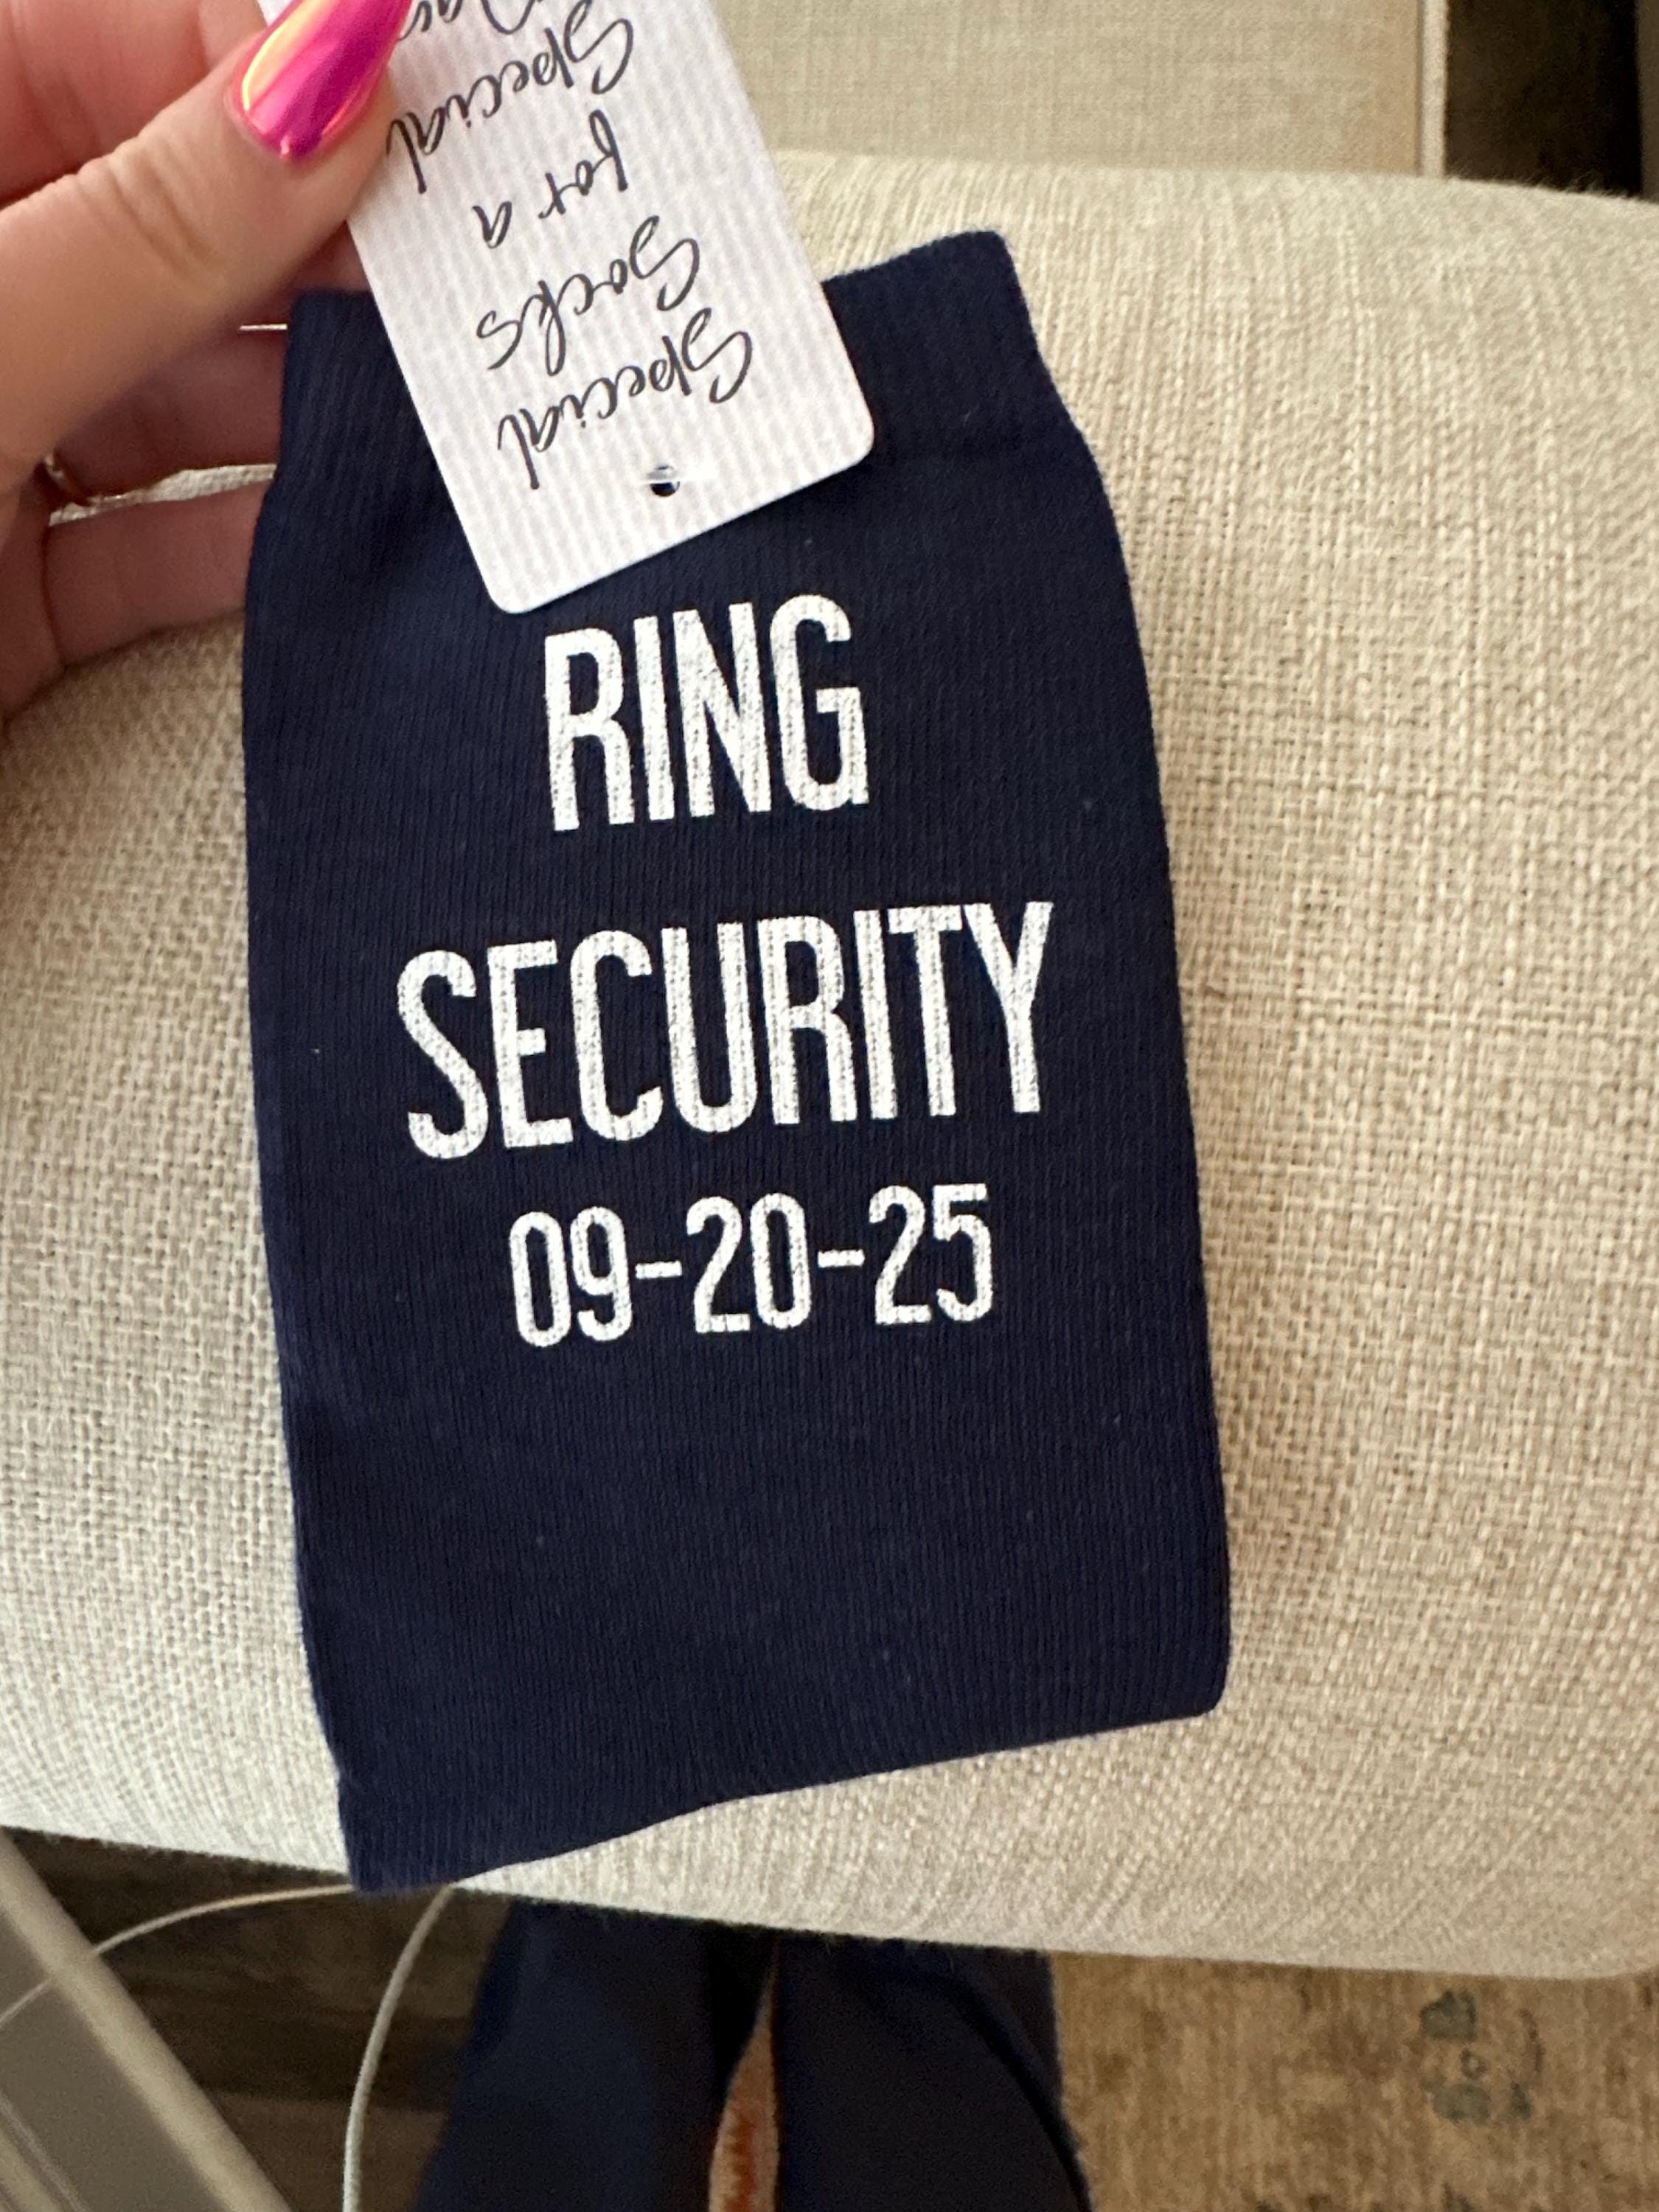 Special
Socks
for a
Special
RING
SECURITY
09-20-25